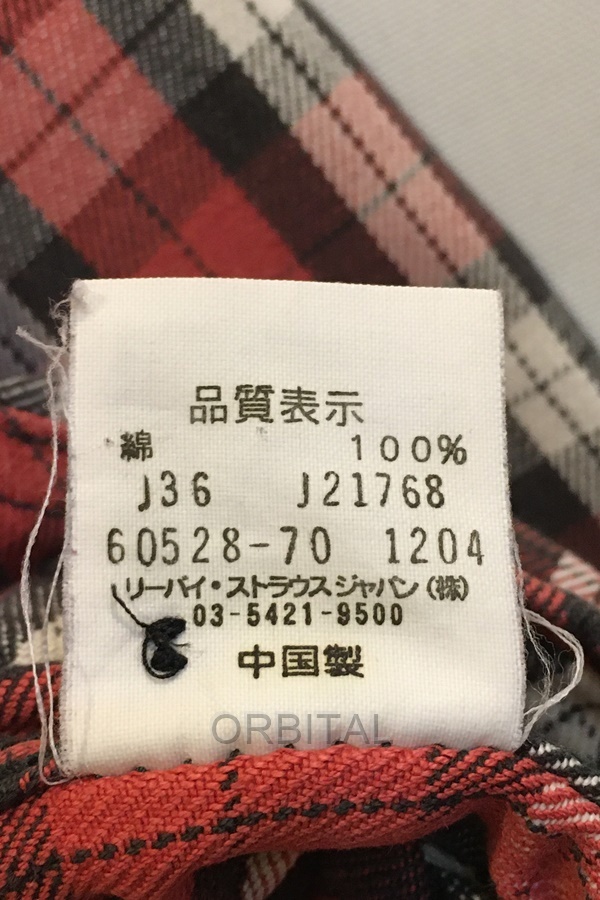 品質表示
綿 100%
J36 J21768
60528-70 1204
リーバイ・ストラウスジャパン(株)
03-5421-9500
中国製
ORBITAL